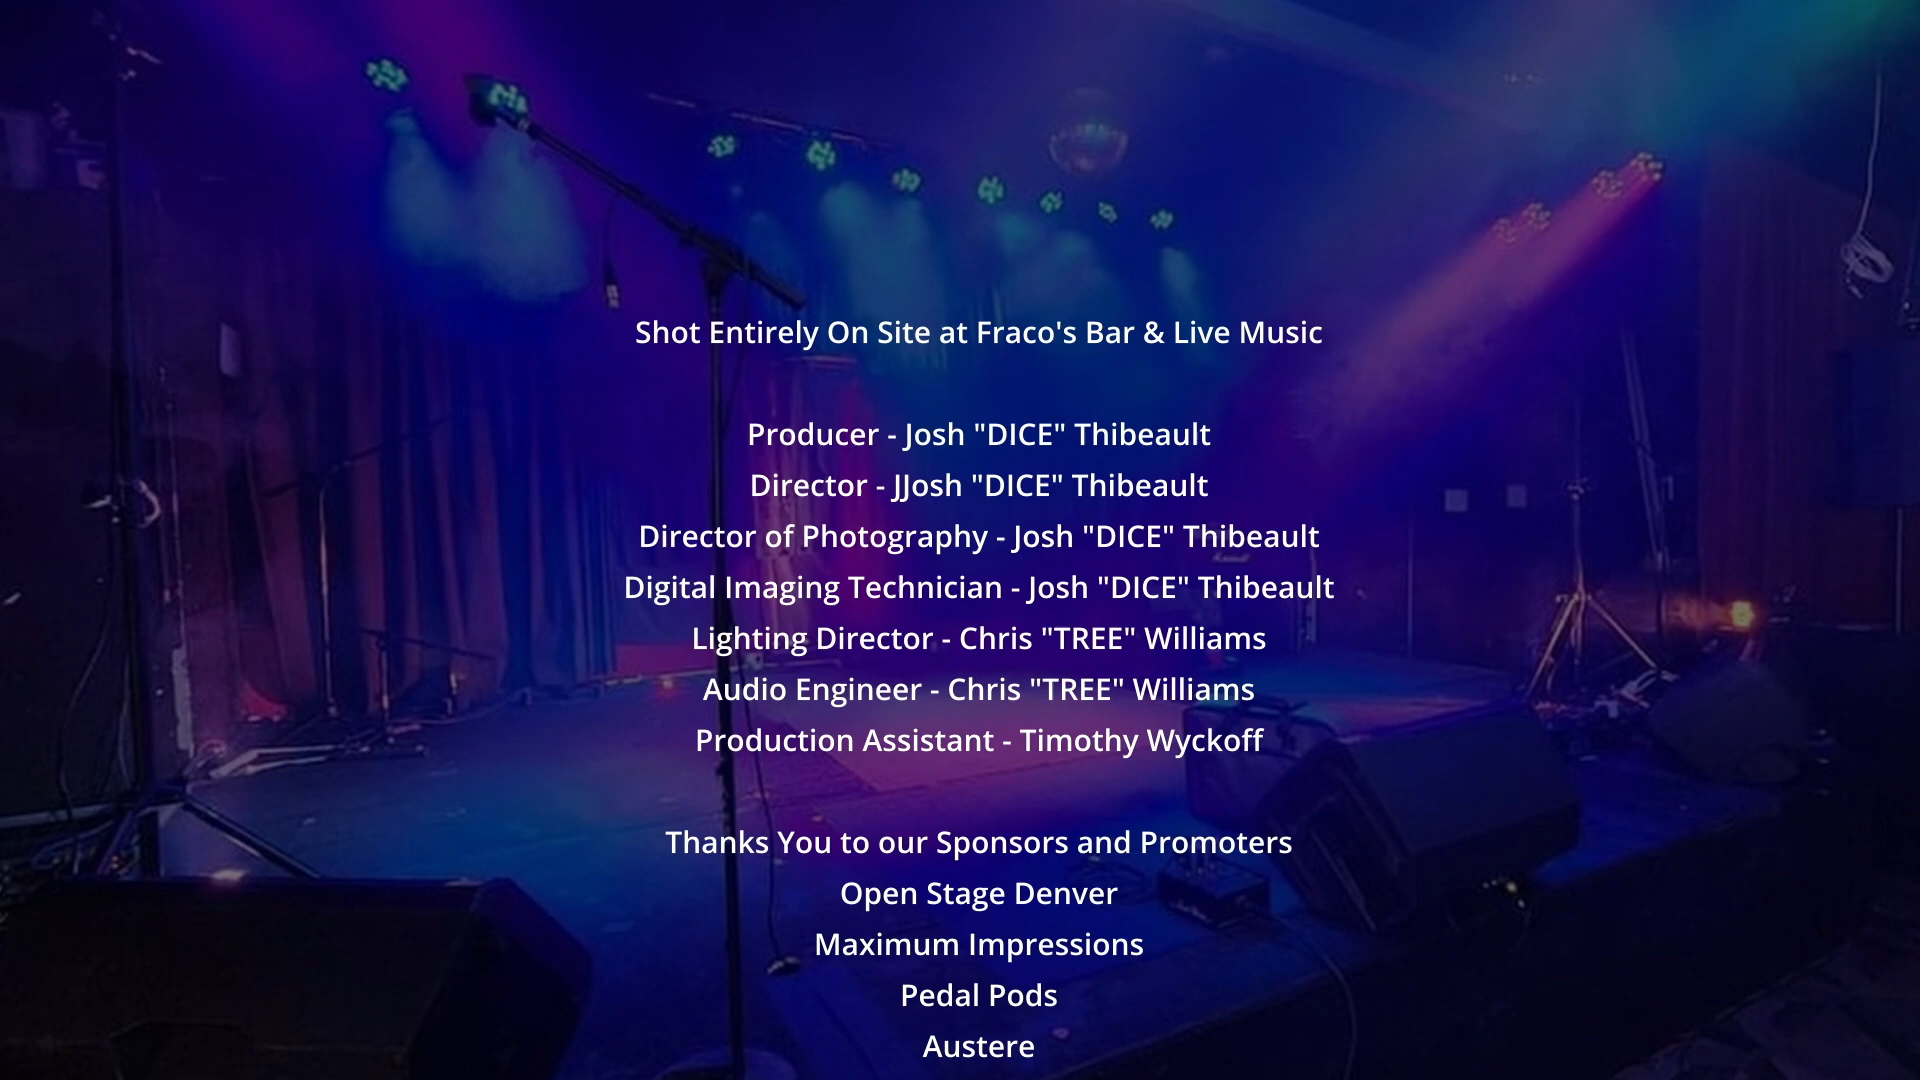 Shot Entirely On Site at Fraco's Bar & Live Music
Producer - Josh "DICE" Thibeault
Director - JJosh "DICE" Thibeault
Director of Photography - Josh "DICE" Thibeault
Digital Imaging Technician - Josh "DICE" Thibeault
Lighting Director - Chris "TREE" Williams
Audio Engineer - Chris "TREE" Williams
Production Assistant - Timothy Wyckoff
Thanks You to our Sponsors and Promoters
Open Stage Denver
Maximum Impressions
Pedal Pods
Austere